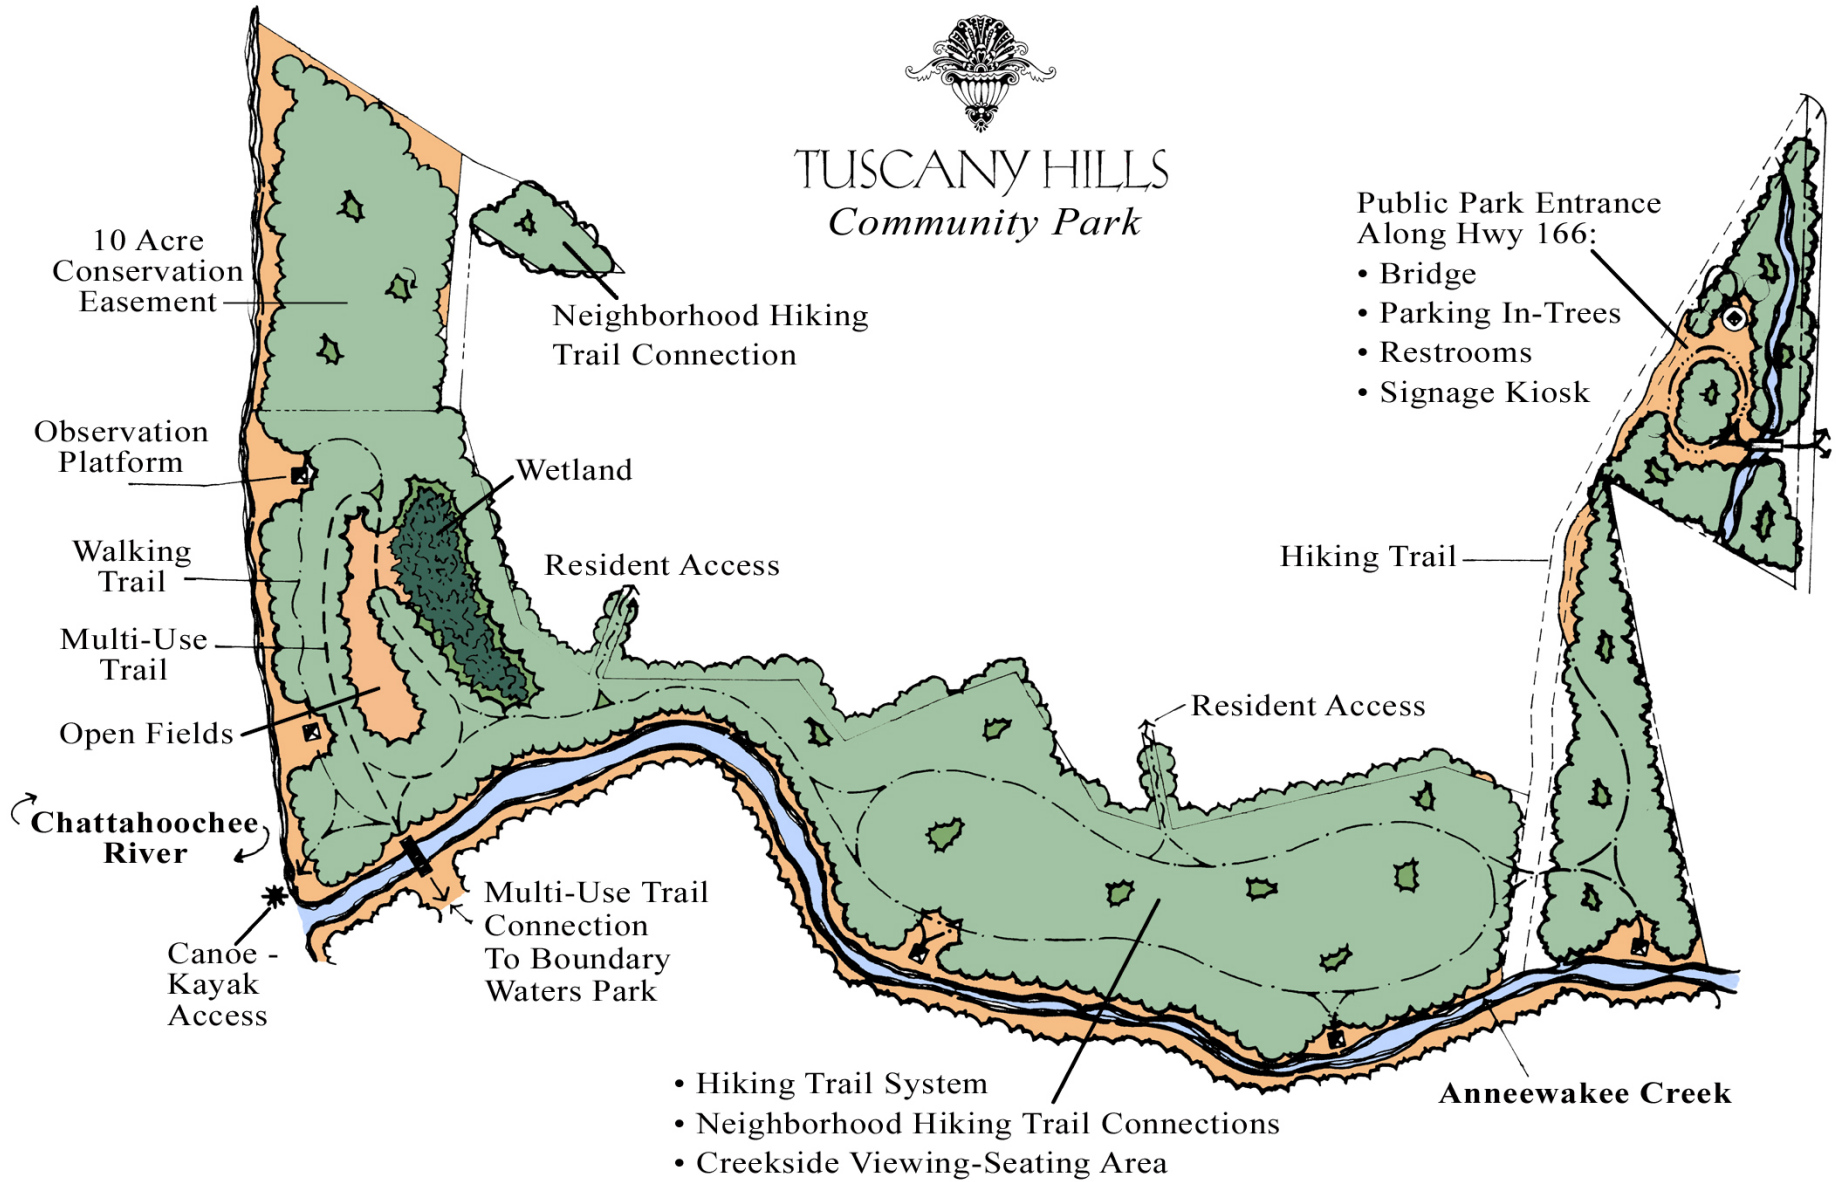 TUSCANY HILLS
Community Park
Public Park Entrance
Along Hwy 166:
• Bridge
• Parking In-Trees
• Restrooms
• Signage Kiosk
10 Acre
Conservation
Easement
Neighborhood Hiking
Trail Connection
Observation
Platform
Wetland
Walking
Trail
Resident Access
Hiking Trail
Multi-Use
Trail
Open Fields
Resident Access
Chattahoochee
River
Multi-Use Trail
Connection
To Boundary
Waters Park
Canoe -
Kayak
Access
• Hiking Trail System
• Neighborhood Hiking Trail Connections
• Creekside Viewing-Seating Area
Anneewakee Creek